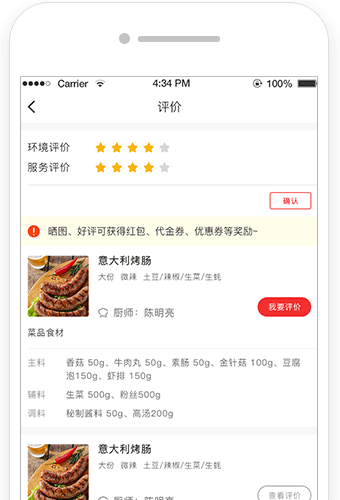 Carrier 4:34 PM 100%
评价
环境评价
服务评价
确认
晒图、好评可获得红包、代金券、优惠券等奖励~
意大利烤肠
大份 微辣 土豆/辣椒/生菜/生蚝
厨师：陈明亮
我要评价
菜品食材
主料 香菇 50g、牛肉丸 50g、素肠 50g、金针菇 100g、豆腐
泡150g、虾排 150g
辅料 生菜 500g、粉丝500g
调料 秘制酱料 50g、高汤200g
意大利烤肠
大份 微辣 土豆/辣椒/生菜/生蚝
厨师：陈明亮
查看评价